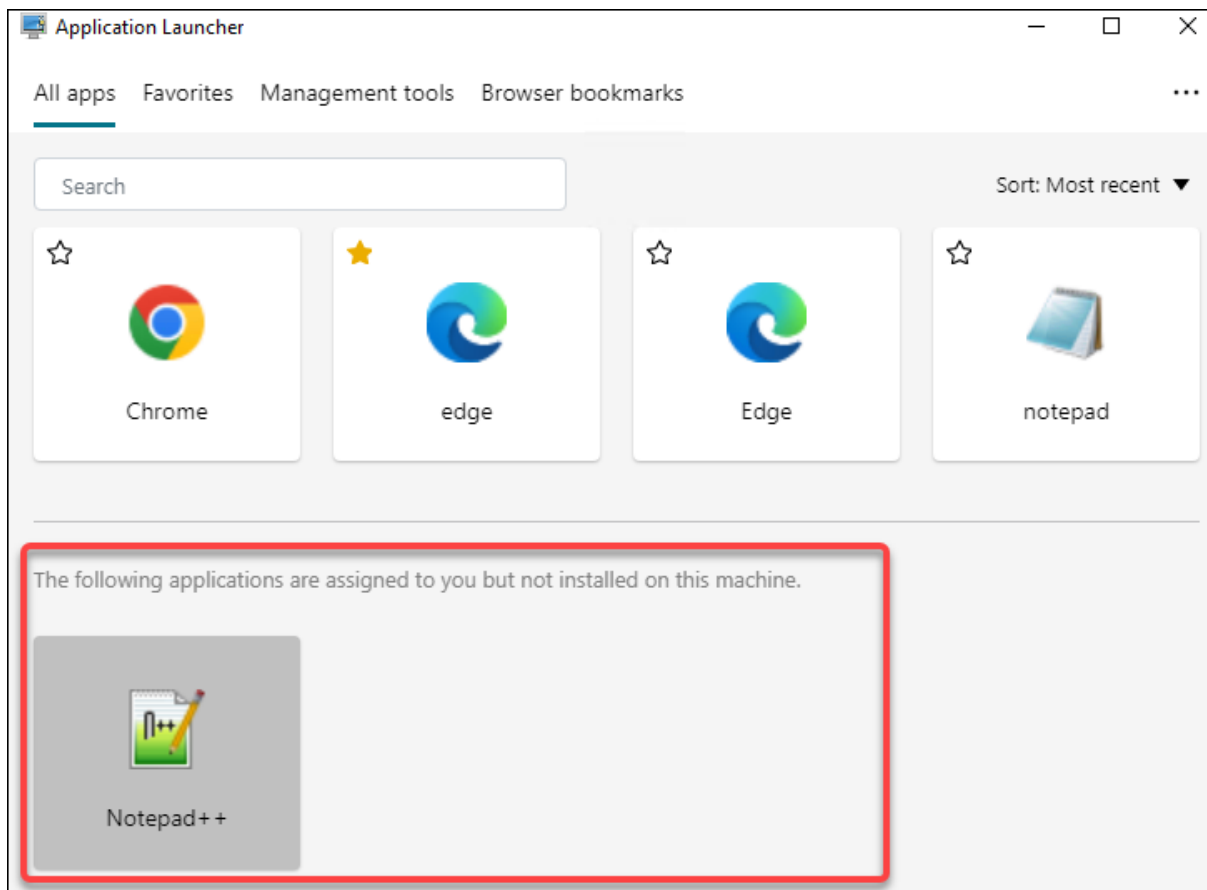 Application Launcher
All apps Favorites Management tools Browser bookmarks
Search
Sort: Most recent
Chrome
edge
Edge
notepad
The following applications are assigned to you but not installed on this machine.
n++
Notepad++